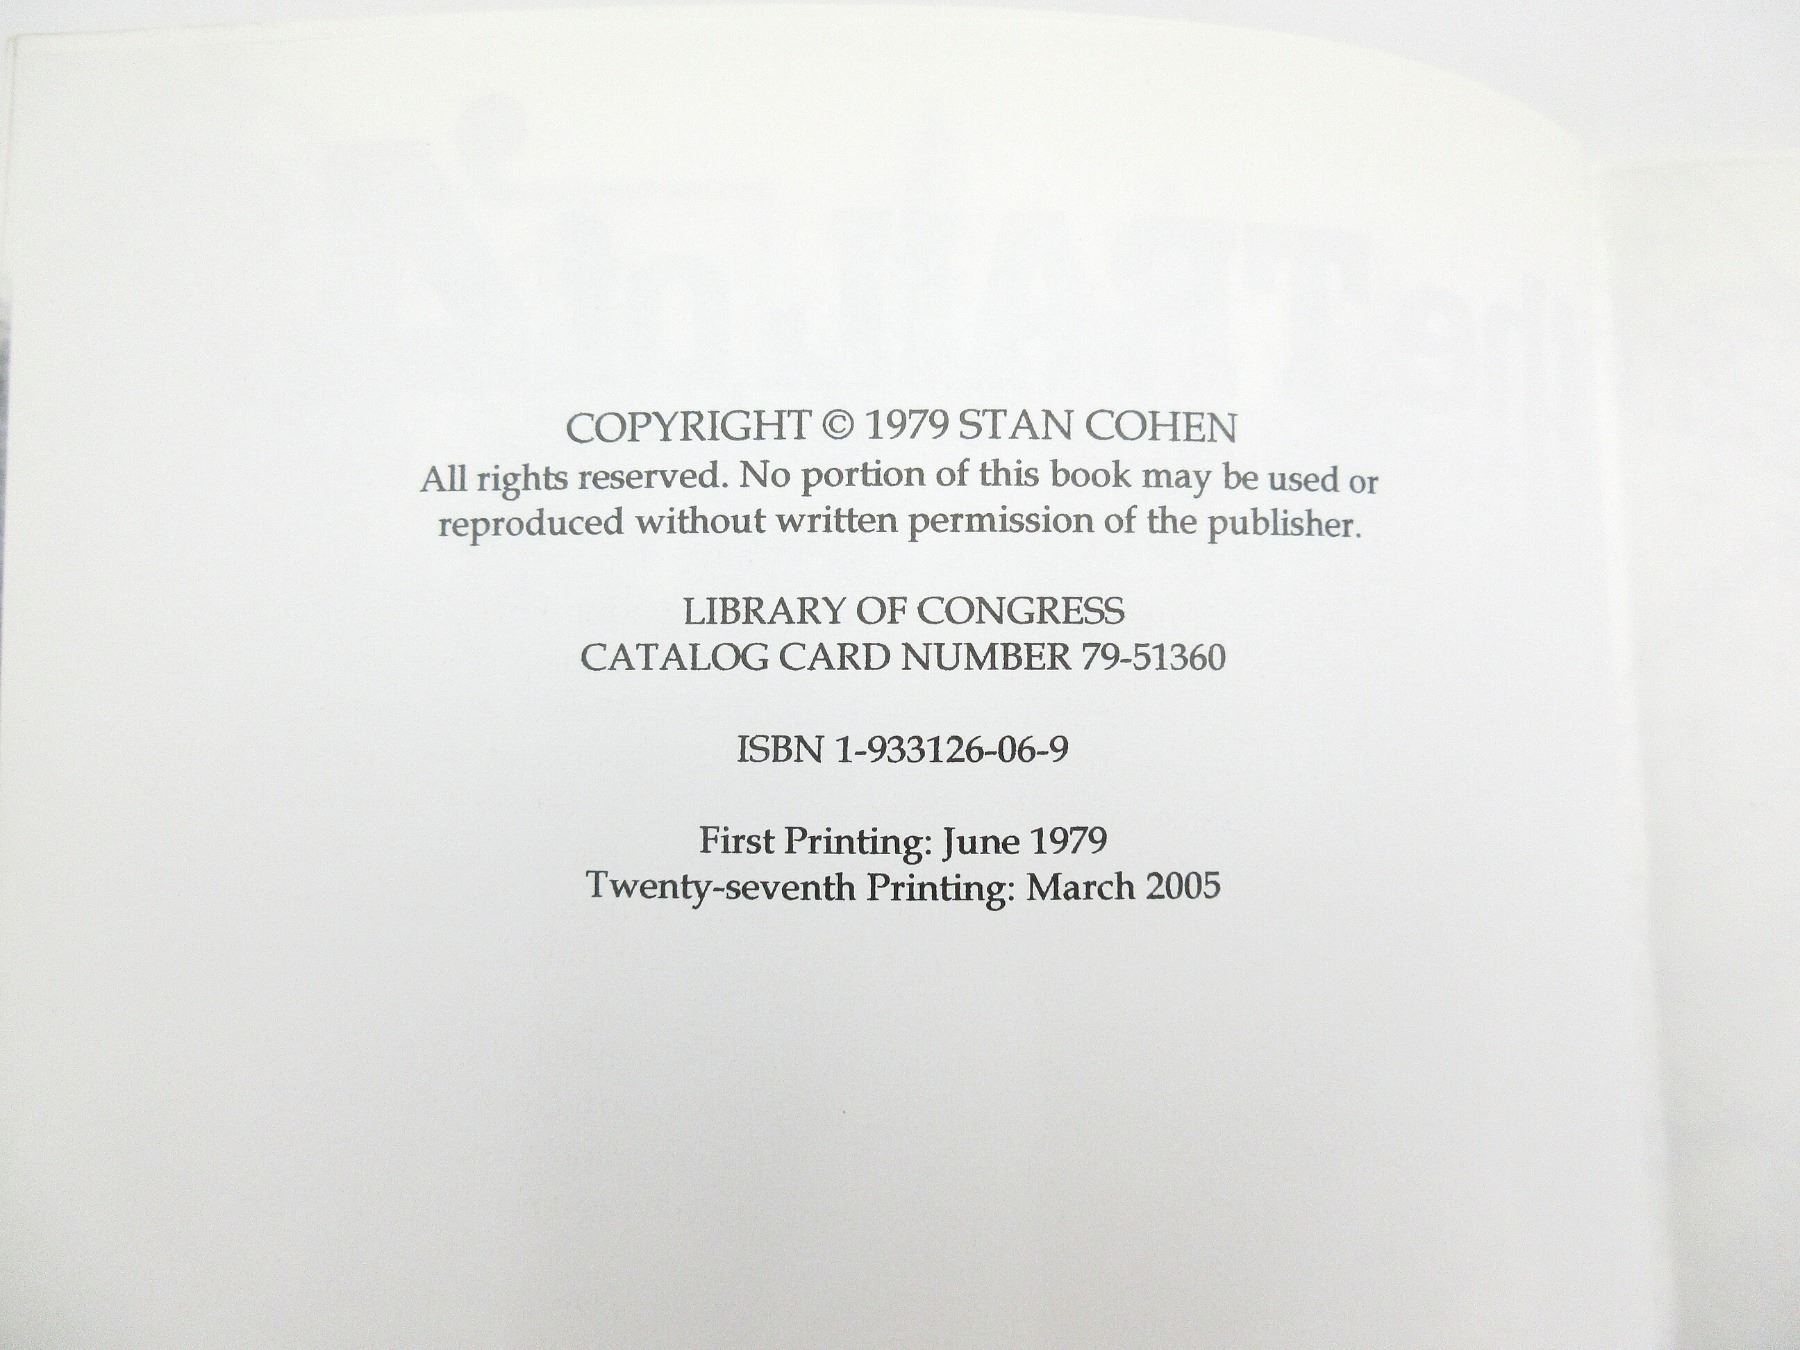 COPYRIGHT © 1979 STAN COHEN
All rights reserved. No portion of this book may be used or
reproduced without written permission of the publisher.
LIBRARY OF CONGRESS
CATALOG CARD NUMBER 79-51360
ISBN 1-933126-06-9
First Printing: June 1979
Twenty-seventh Printing: March 2005